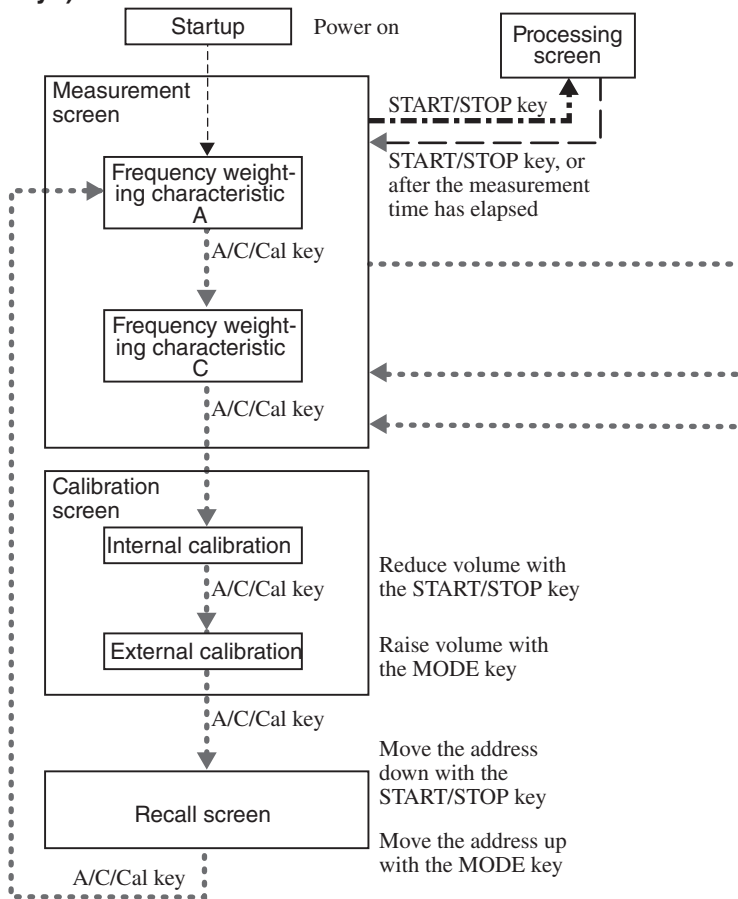 Startup
Power on
Processing
screen
Measurement
screen
START/STOP key
START/STOP key, or
after the measurement
time has elapsed
Frequency weight-
ing characteristic
A
A/C/Cal key
Frequency weight-
ing characteristic
C
A/C/Cal key
Calibration
screen
Internal calibration
Reduce volume with
the START/STOP key
A/C/Cal key
External calibration
Raise volume with
the MODE key
A/C/Cal key
Move the address
down with the
START/STOP key
Recall screen
Move the address up
with the MODE key
A/C/Cal key